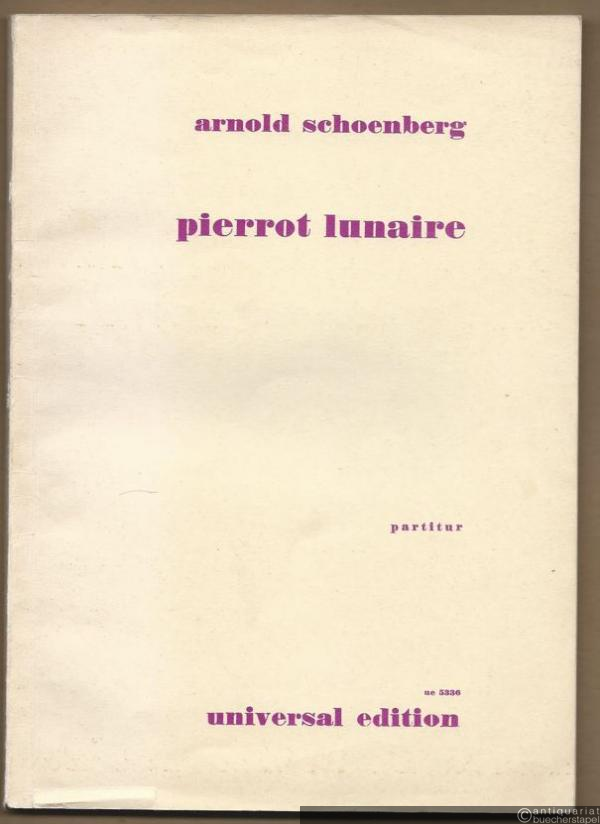 arnold schoenberg
pierrot lunaire
partitur
ue 5336
universal edition
©antiquariat
buecherstapel